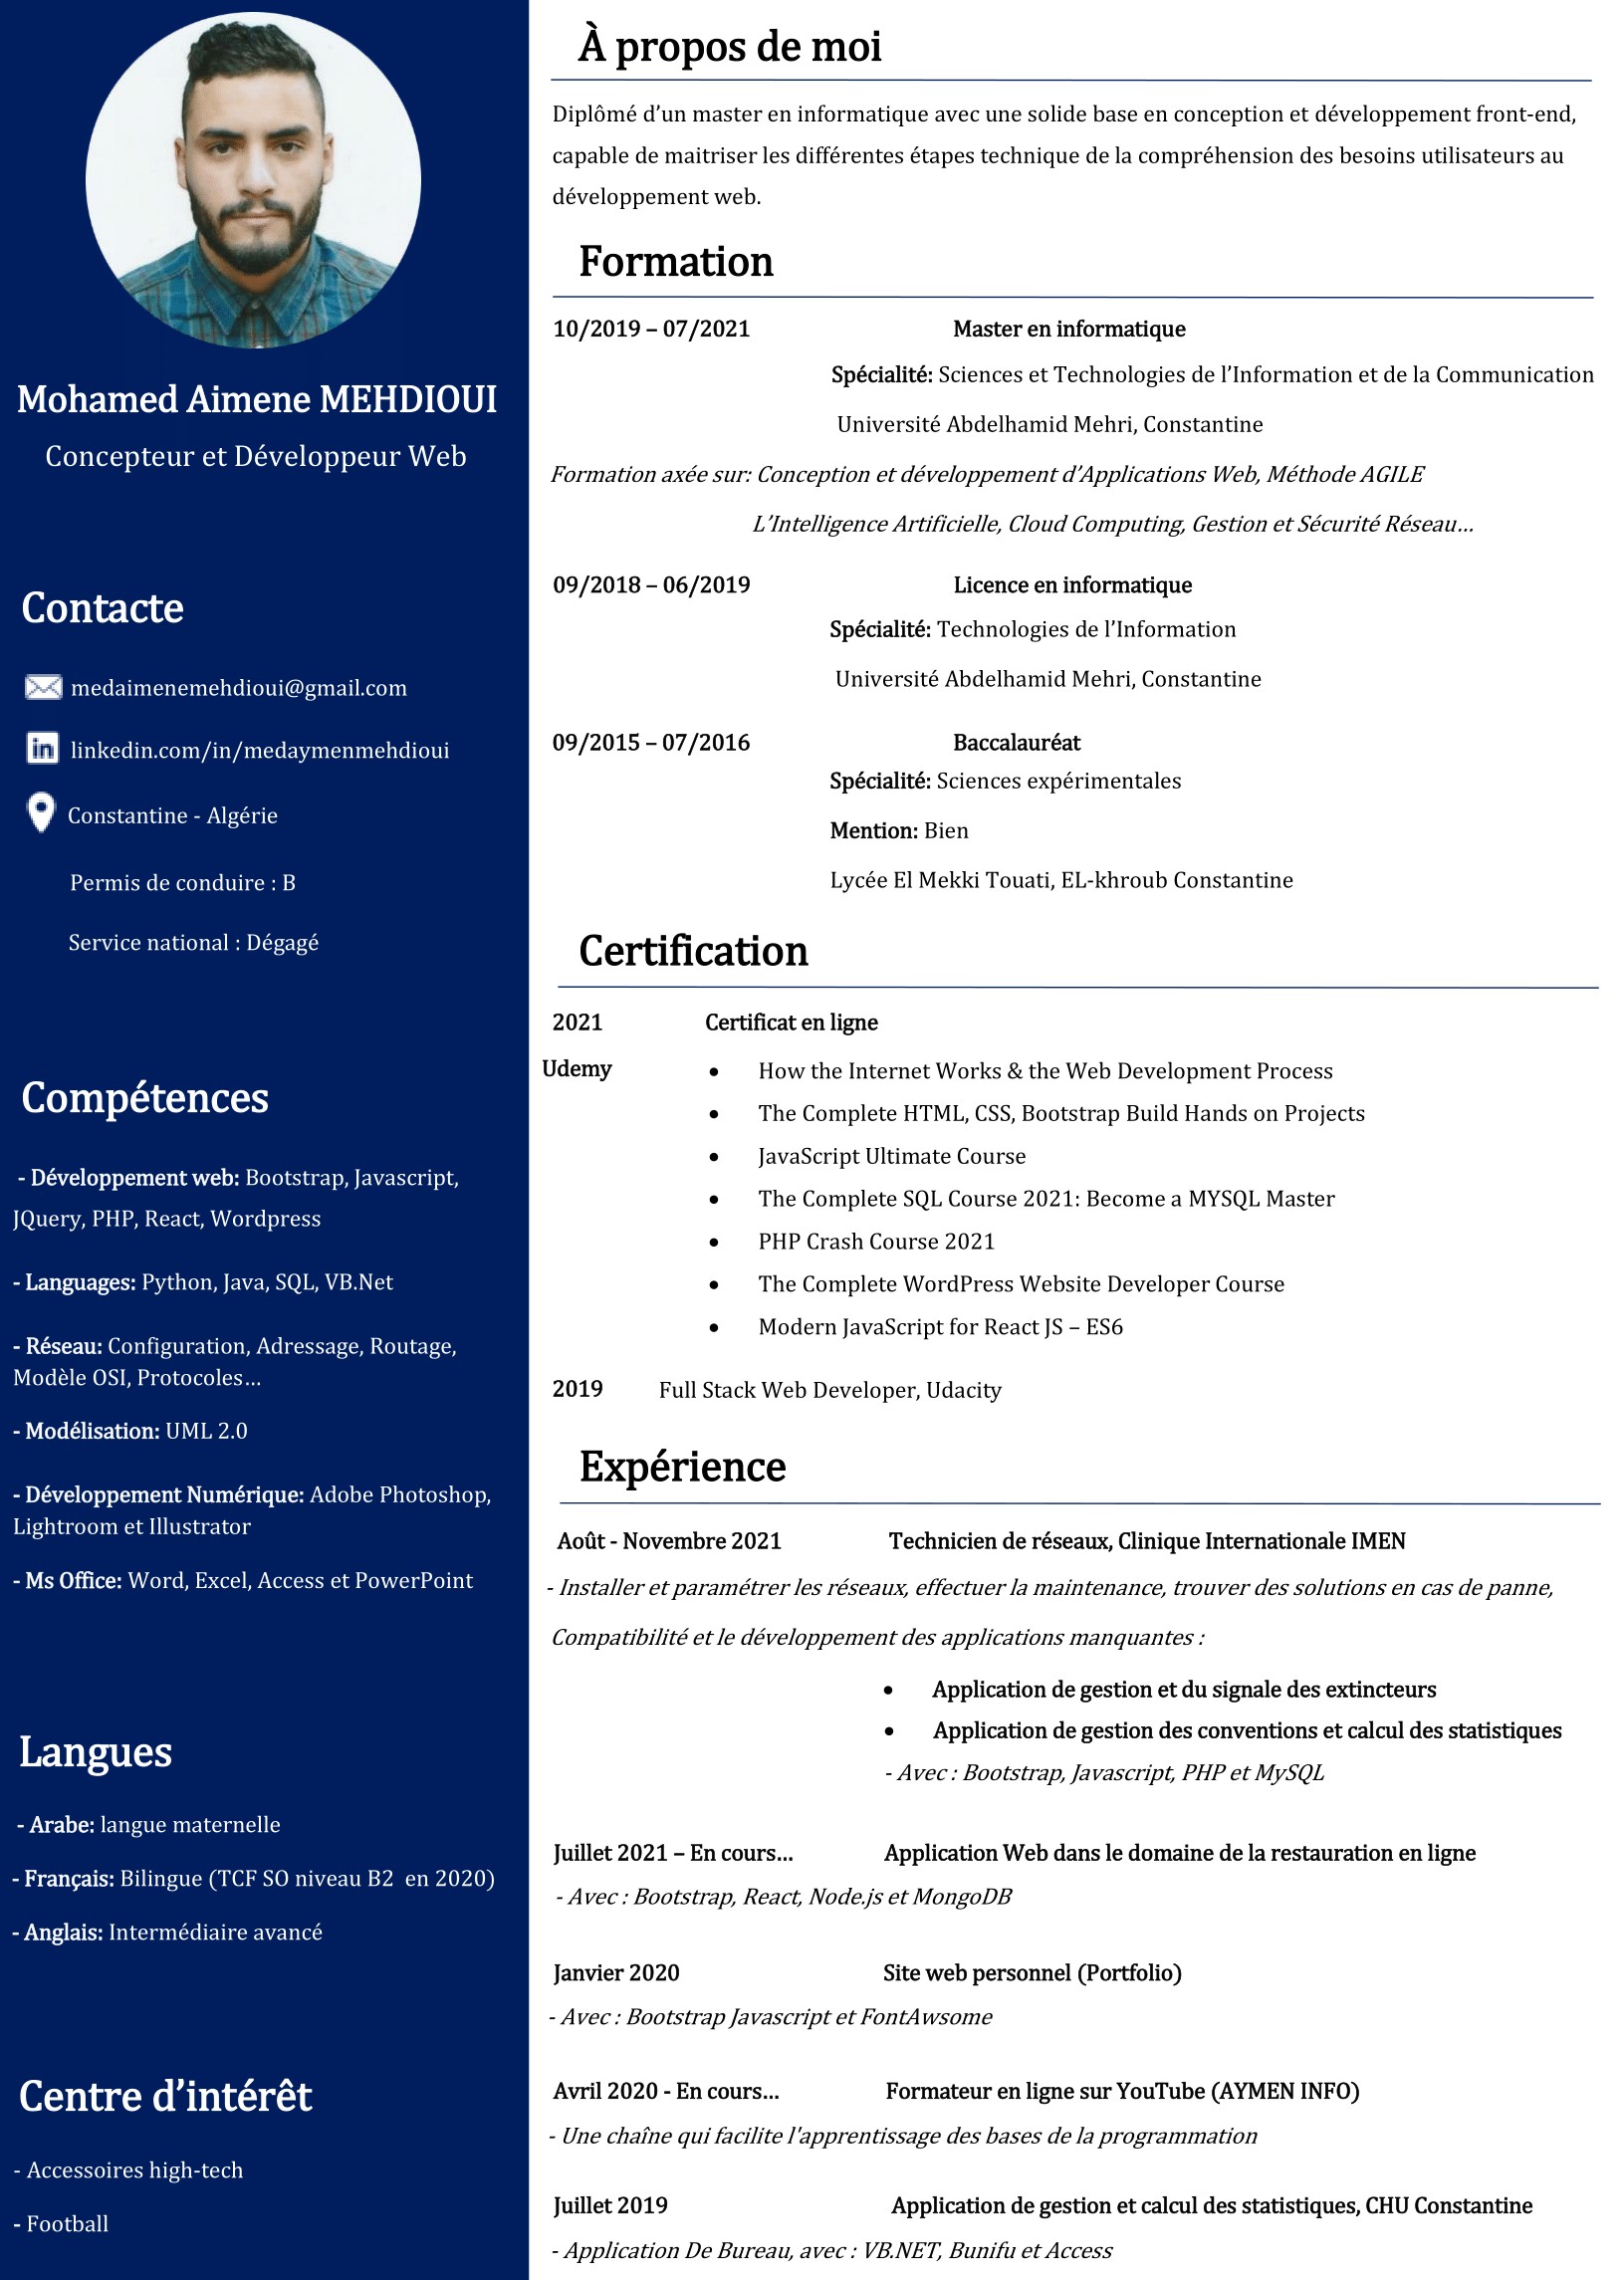 Mohamed Aimene MEHDIOUI
Concepteur et Développeur Web
Contacte
medaimenemehdioui@gmail.com
in linkedin.com/in/medaymenmehdioui
Constantine - Algérie
Permis de conduire : B
Service national : Dégagé
Compétences
- Développement web: Bootstrap, Javascript,
JQuery, PHP, React, Wordpress
- Languages: Python, Java, SQL, VB.Net
- Réseau: Configuration, Adressage, Routage,
Modèle OSI, Protocoles…
- Modélisation: UML 2.0
- Développement Numérique: Adobe Photoshop,
Lightroom et Illustrator
- Ms Office: Word, Excel, Access et PowerPoint
Langues
- Arabe: langue maternelle
- Français: Bilingue (TCF SO niveau B2 en 2020)
- Anglais: Intermédiaire avancé
Centre d’intérêt
- Accessoires high-tech
- Football
À propos de moi
Diplômé d’un master en informatique avec une solide base en conception et développement front-end,
capable de maitriser les différentes étapes technique de la compréhension des besoins utilisateurs au
développement web.
Formation
10/2019 – 07/2021 Master en informatique
Spécialité: Sciences et Technologies de l’Information et de la Communication
Université Abdelhamid Mehri, Constantine
Formation axée sur: Conception et développement d’Applications Web, Méthode AGILE
L’Intelligence Artificielle, Cloud Computing, Gestion et Sécurité Réseau…
09/2018 – 06/2019 Licence en informatique
Spécialité: Technologies de l’Information
Université Abdelhamid Mehri, Constantine
09/2015 – 07/2016 Baccalauréat
Spécialité: Sciences expérimentales
Mention: Bien
Lycée El Mekki Touati, EL-khroub Constantine
Certification
2021 Certificat en ligne
Udemy • How the Internet Works & the Web Development Process
• The Complete HTML, CSS, Bootstrap Build Hands on Projects
• JavaScript Ultimate Course
• The Complete SQL Course 2021: Become a MYSQL Master
• PHP Crash Course 2021
• The Complete WordPress Website Developer Course
• Modern JavaScript for React JS – ES6
2019 Full Stack Web Developer, Udacity
Expérience
Août - Novembre 2021 Technicien de réseaux, Clinique Internationale IMEN
- Installer et paramétrer les réseaux, effectuer la maintenance, trouver des solutions en cas de panne,
Compatibilité et le développement des applications manquantes :
• Application de gestion et du signale des extincteurs
• Application de gestion des conventions et calcul des statistiques
- Avec : Bootstrap, Javascript, PHP et MySQL
Juillet 2021 – En cours… Application Web dans le domaine de la restauration en ligne
- Avec : Bootstrap, React, Node.js et MongoDB
Janvier 2020 Site web personnel (Portfolio)
- Avec : Bootstrap Javascript et FontAwsome
Avril 2020 - En cours… Formateur en ligne sur YouTube (AYMEN INFO)
- Une chaîne qui facilite l'apprentissage des bases de la programmation
Juillet 2019 Application de gestion et calcul des statistiques, CHU Constantine
- Application De Bureau, avec : VB.NET, Bunifu et Access